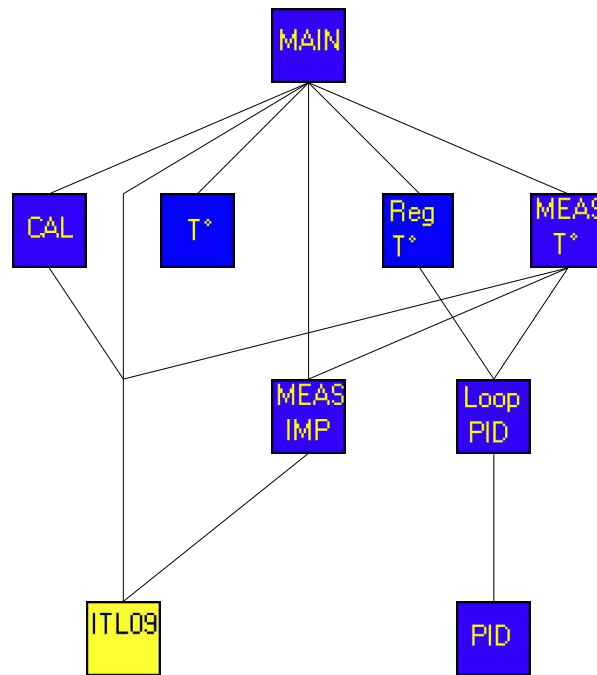 MAIN
CAL
T°
Reg
T°
MEAS
T°
MEAS
IMP
Loop
PID
ITL09
PID